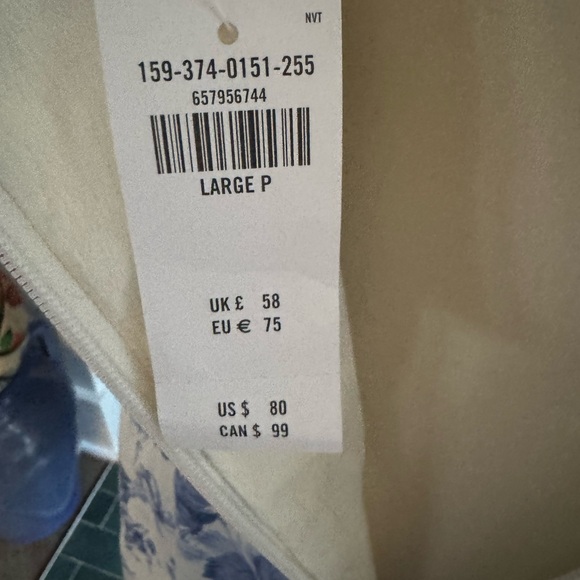 NVT
159-374-0151-255
657956744
LARGE P
UK £ 58
EU € 75
US $ 80
CAN $ 99